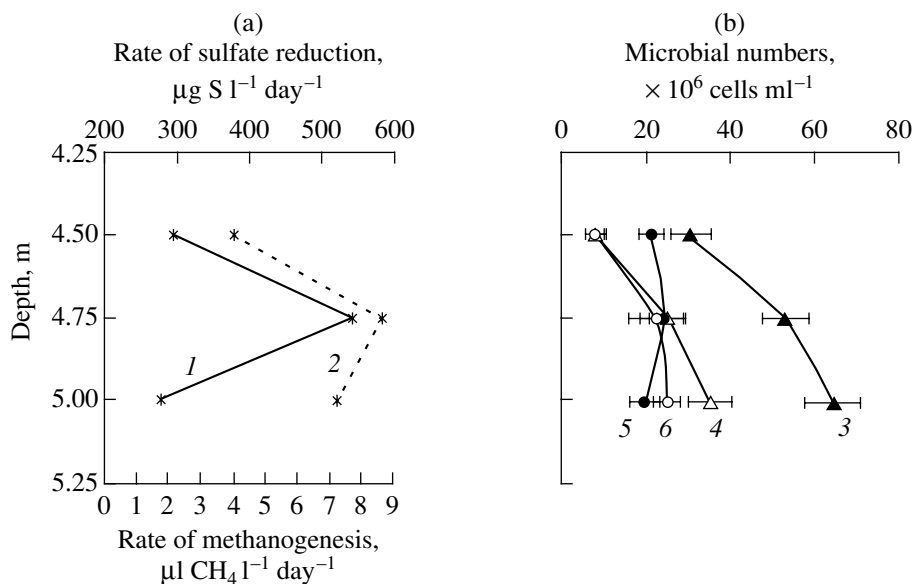 (a)
Rate of sulfate reduction,
μg S l⁻¹ day⁻¹
200 300 400 500 600
4.25
4.50
4.75
5.00
5.25
Depth, m
1
2
0 1 2 3 4 5 6 7 8 9
Rate of methanogenesis,
μl CH₄ l⁻¹ day⁻¹
(b)
Microbial numbers,
× 10⁶ cells ml⁻¹
0 20 40 60 80
5 6 4 3